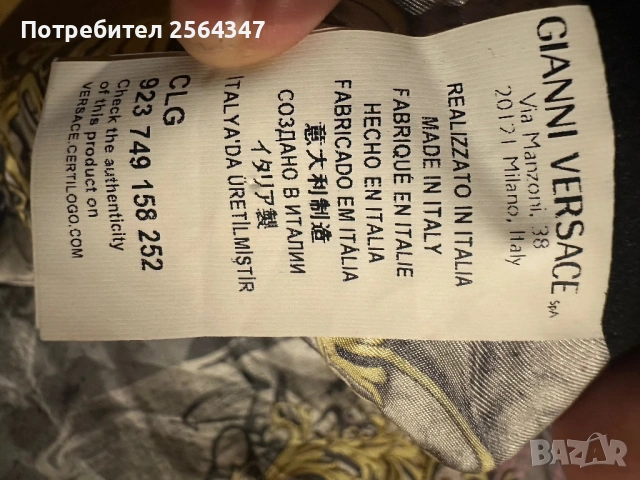 Потребител 2564347
GIANNI VERSACE SpA
Via Manzoni, 38
20121 Milano, Italy
REALIZZATO IN ITALIA
MADE IN ITALY
FABRIQUÉ EN ITALIE
HECHO EN ITALIA
FABRICADO EM ITÁLIA
意大利制造
СОЗДАНО В ИТАЛИИ
イタリア製
ITALYA'DA ÜRETİLMİŞTİR
CLG
923 749 158 252
Check the authenticity
of this product on
VERSACE.CERTILOGO.COM
BAZAR